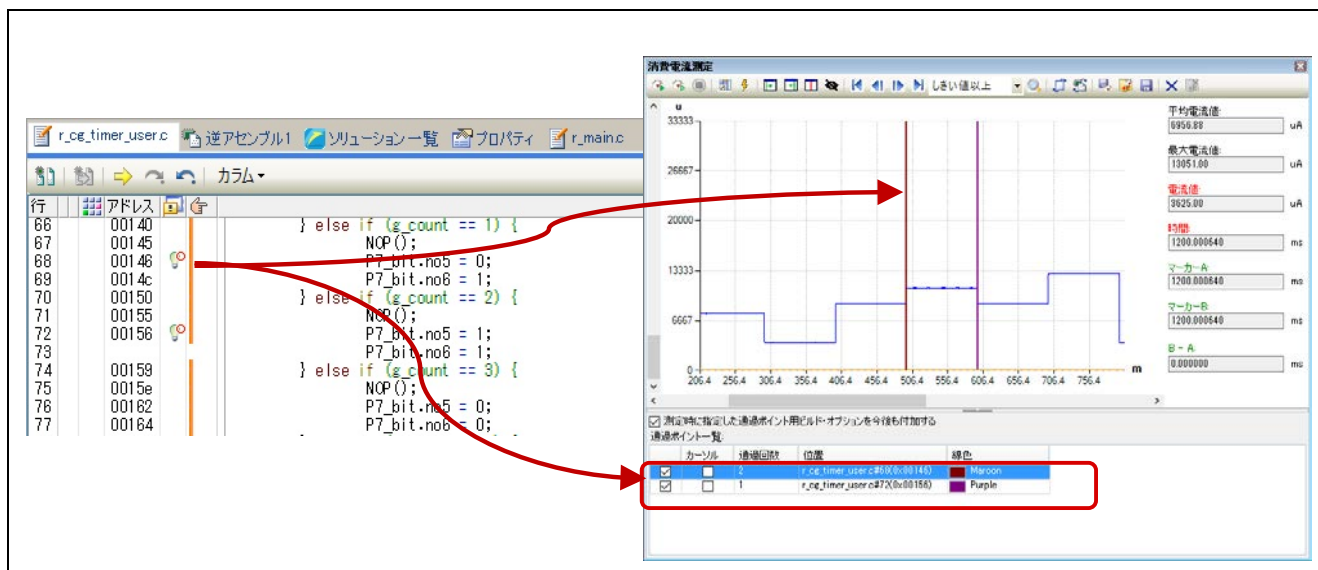 r_cg_timer_user.c 逆アセンブル1 ソリューション一覧 プロパティ r_main.c
カラム
行 アドレス
66 00140 } else if (g_count == 1) {
67 00145 NOP();
68 00146 P7_bit.no5 = 0;
69 0014c P7_bit.no6 = 1;
70 00150 } else if (g_count == 2) {
71 00155 NOP();
72 00156 P7_bit.no5 = 1;
73 P7_bit.no6 = 1;
74 00159 } else if (g_count == 3) {
75 0015e NOP();
76 00162 P7_bit.no5 = 0;
77 00164 P7_bit.no6 = 0;
消費電流測定
しきい値以上
u
33333
26667
20000
13333
6667
0
206.4 256.4 306.4 356.4 406.4 456.4 506.4 556.4 606.4 656.4 706.4 756.4
m
平均電流値:
6956.88 uA
最大電流値:
13051.00 uA
電流値:
3625.00 uA
時間:
1200.000640 ms
マーカーA:
1200.000640 ms
マーカーB:
1200.000640 ms
B - A:
0.000000 ms
測定時に指定した通過ポイント用ビルド・オプションを今後も付加する
通過ポイント一覧:
カーソル 通過回数 位置 線色
2 r_cg_timer_user.c#68(0x00146) Maroon
1 r_cg_timer_user.c#72(0x00156) Purple